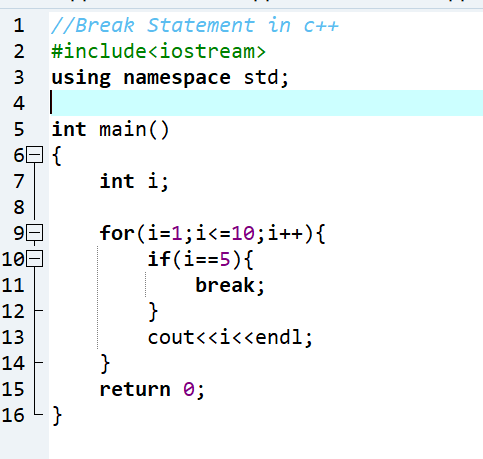 1 //Break Statement in c++
2 #include<iostream>
3 using namespace std;
4
5 int main()
6 {
7     int i;
8
9     for(i=1;i<=10;i++){
10         if(i==5){
11             break;
12         }
13         cout<<i<<endl;
14     }
15     return 0;
16 }